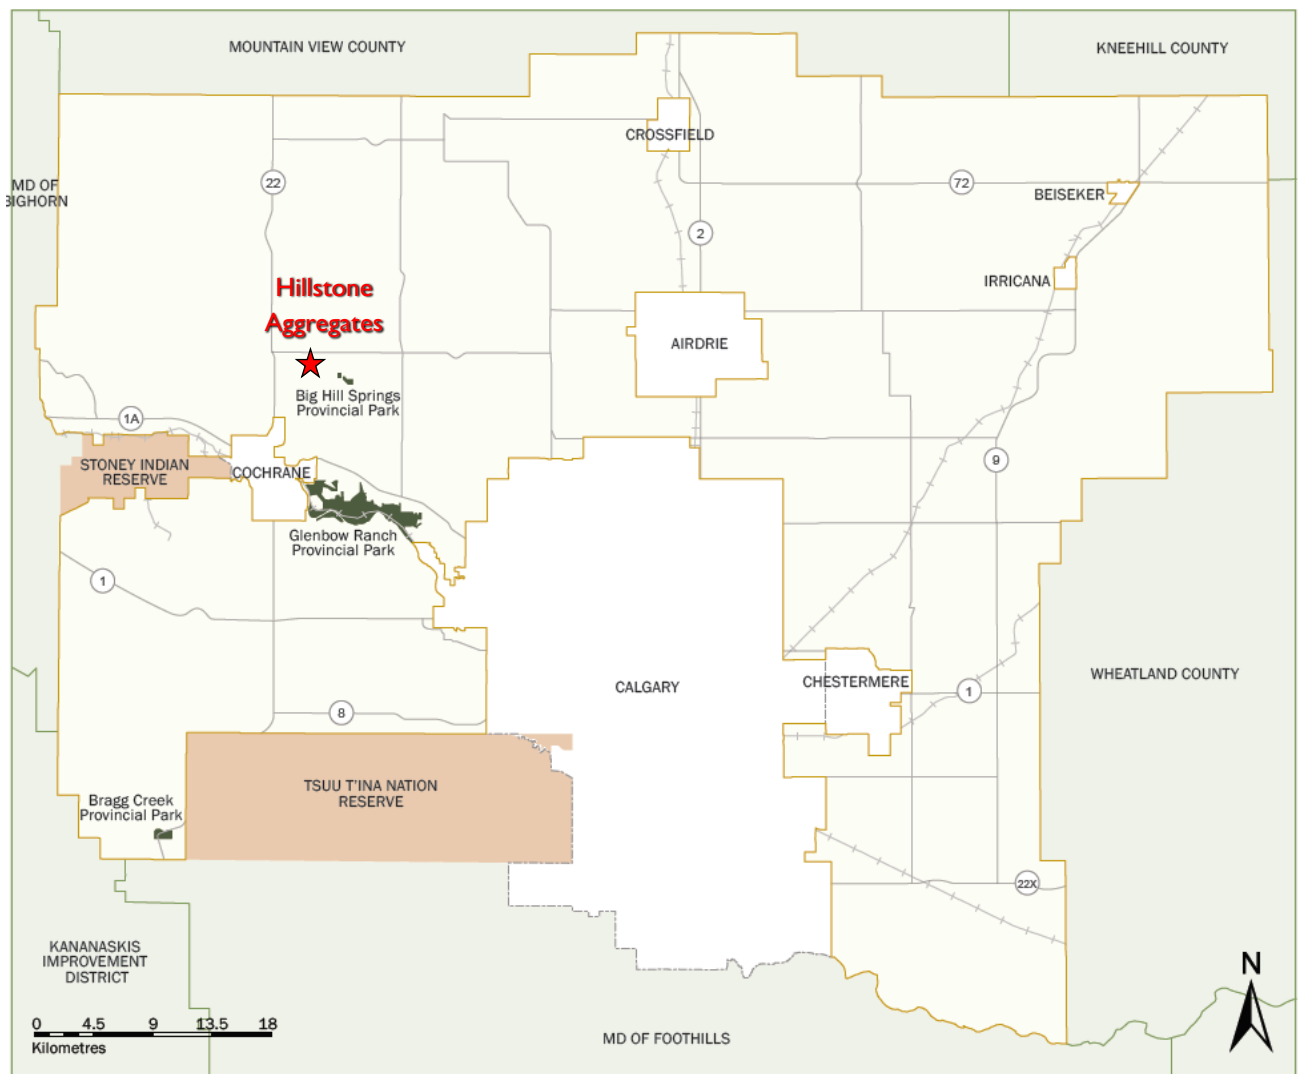 MOUNTAIN VIEW COUNTY
KNEEHILL COUNTY
CROSSFIELD
22
72
MD OF
BIGHORN
BEISEKER
2
IRRICANA
Hillstone
Aggregates
AIRDRIE
Big Hill Springs
Provincial Park
1A
STONEY INDIAN
RESERVE
COCHRANE
9
Glenbow Ranch
Provincial Park
1
WHEATLAND COUNTY
CALGARY
CHESTERMERE
1
8
TSUU T'INA NATION
RESERVE
Bragg Creek
Provincial Park
22X
KANANASKIS
IMPROVEMENT
DISTRICT
N
0 4.5 9 13.5 18
Kilometres
MD OF FOOTHILLS